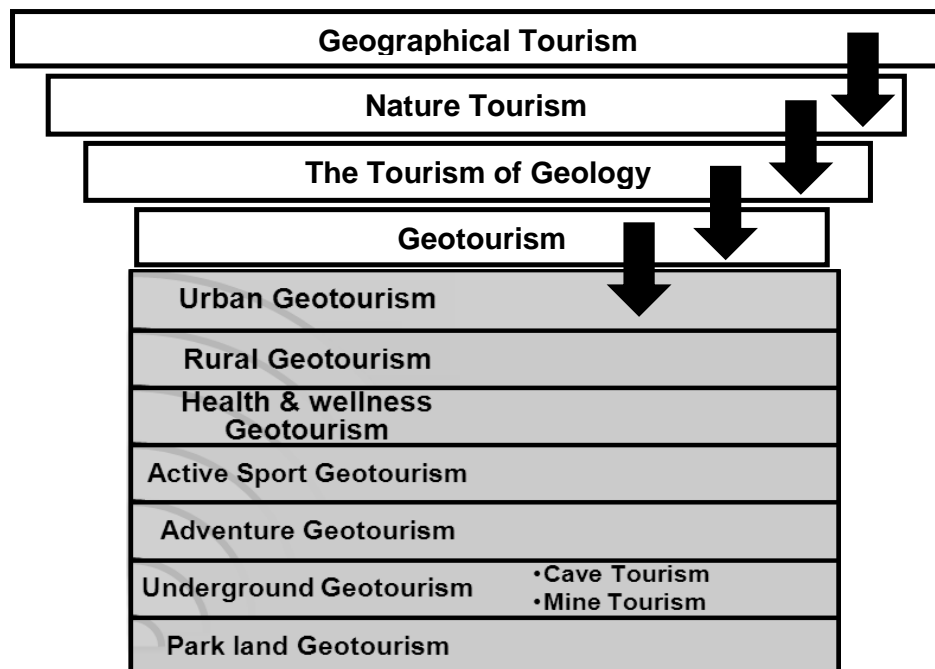 Geographical Tourism
Nature Tourism
The Tourism of Geology
Geotourism
Urban Geotourism
Rural Geotourism
Health & wellness
Geotourism
Active Sport Geotourism
Adventure Geotourism
Underground Geotourism
•Cave Tourism
•Mine Tourism
Park land Geotourism